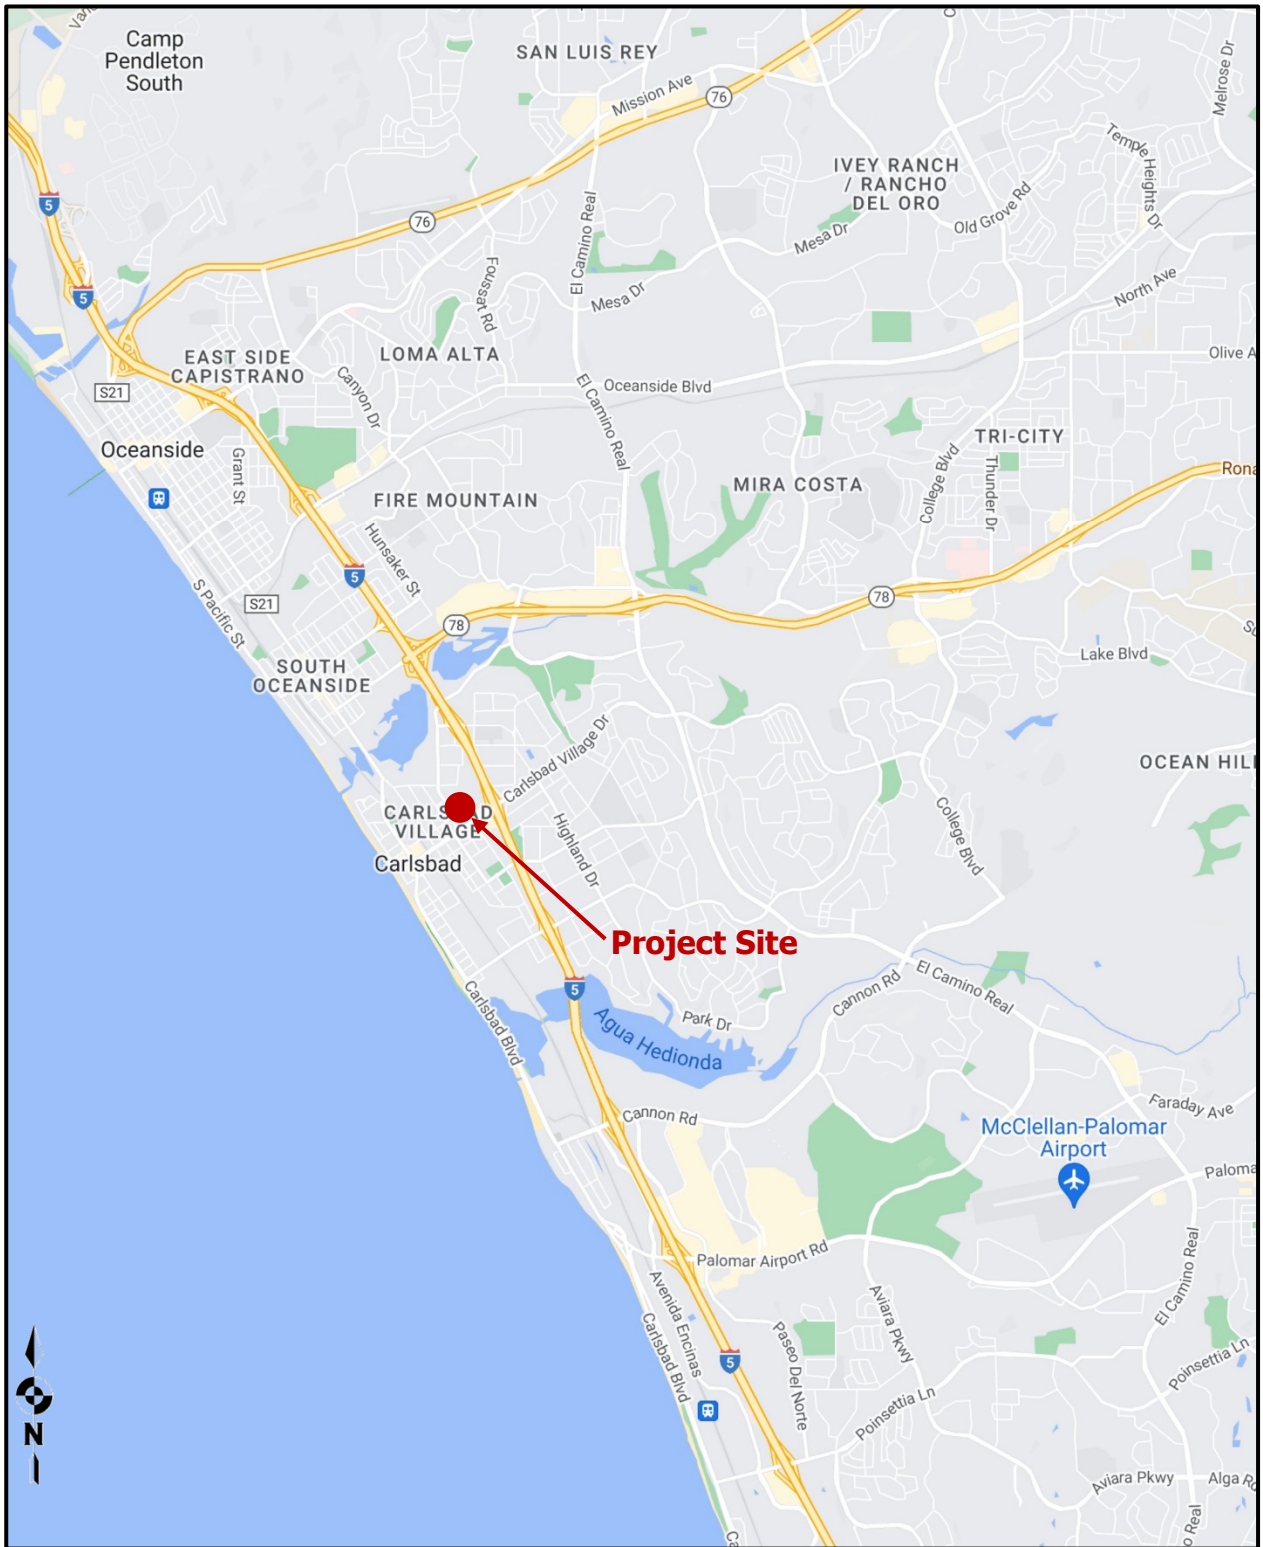 Camp
Pendleton
South
SAN LUIS REY
Mission Ave
76
Melrose Dr
Temple Heights Dr
IVEY RANCH
/ RANCHO
DEL ORO
5
76
El Camino Real
Mesa Dr
Old Grove Rd
Foussat Rd
North Ave
5
Mesa Dr
EAST SIDE
CAPISTRANO
LOMA ALTA
Olive A
S21
Canyon Dr
Oceanside Blvd
El Camino Real
Oceanside
Grant St
TRI-CITY
College Blvd
Thunder Dr
Rona
FIRE MOUNTAIN
MIRA COSTA
Hunsaker St
5
S Pacific St
S21
78
78
SOUTH
OCEANSIDE
Lake Blvd
Su
Carlsbad Village Dr
OCEAN HIL
CARLS AD
VILLAGE
Carlsbad
Highland Dr
College Blvd
Project Site
5
Carlsbad Blvd
Agua Hedionda
Park Dr
Cannon Rd
El Camino Real
Cannon Rd
Faraday Ave
McClellan-Palomar
Airport
Paloma
Palomar Airport Rd
El Camino Real
Avenida Encinas
Carlsbad Blvd
Paseo Del Norte
Aviara Pkwy
5
Poinsettia Ln
Poinsettia Ln
N
Aviara Pkwy
Alga Rd
o Real
Ca